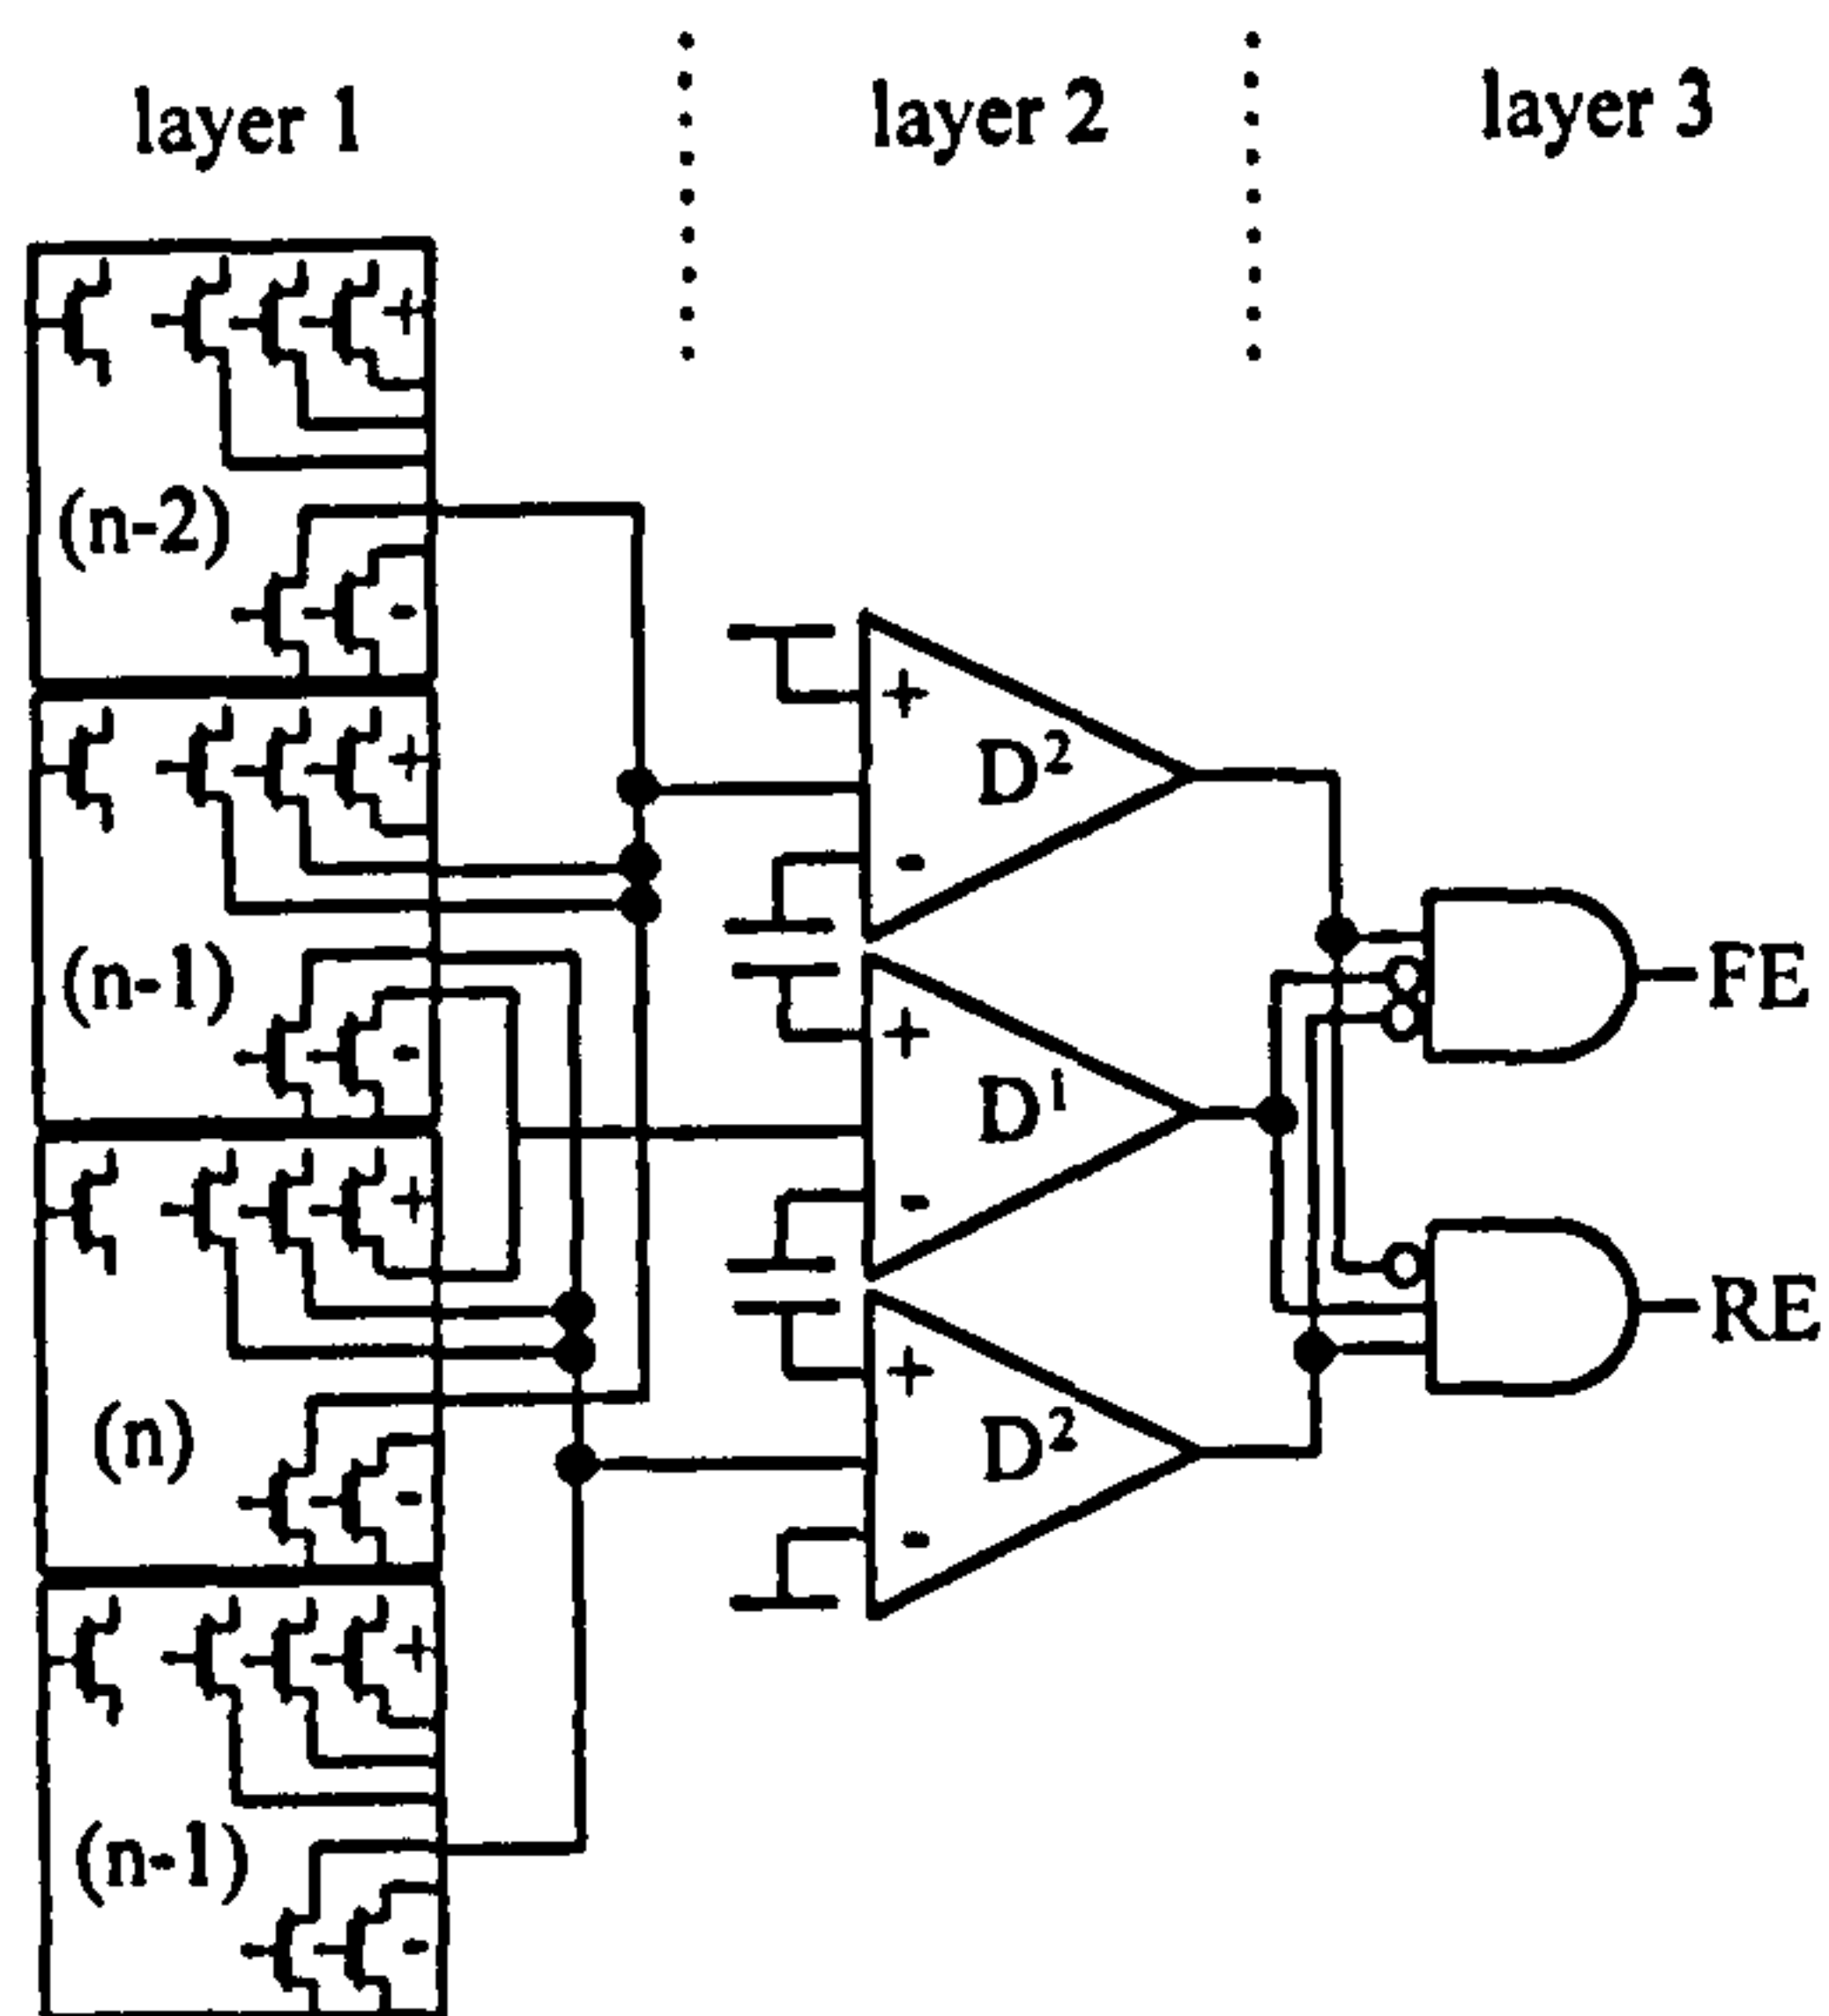 layer 1
layer 2
layer 3
+
(n-2)
-
+
(n-1)
-
+
(n)
-
+
(n-1)
-
+
D²
-
+
D¹
-
+
D²
-
FE
RE